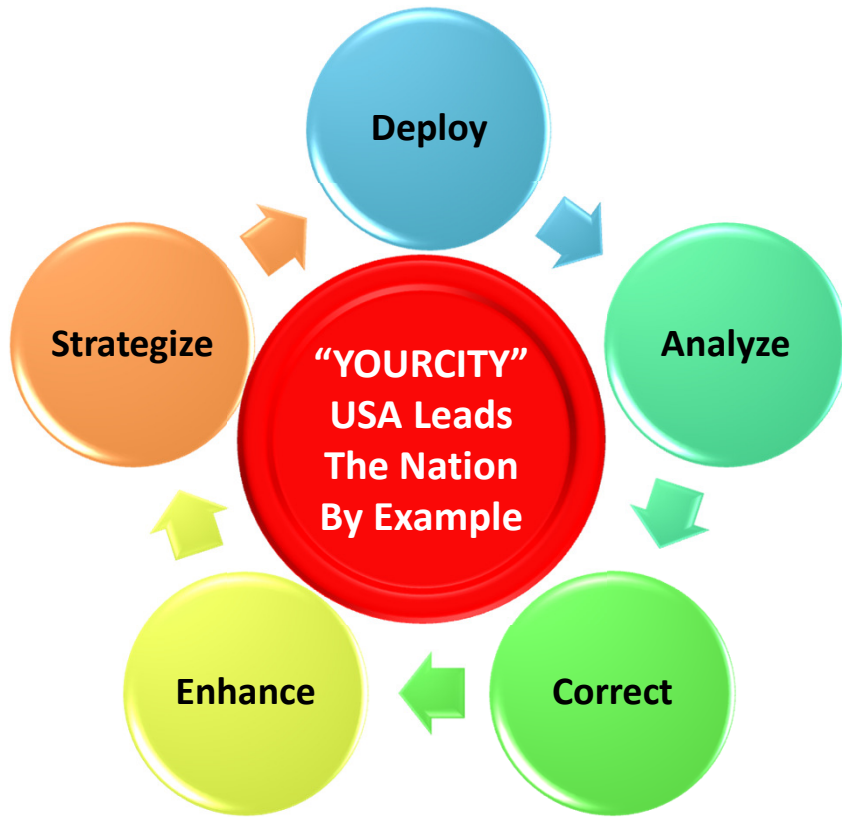 Deploy
Strategize
Analyze
“YOURCITY”
USA Leads
The Nation
By Example
Enhance
Correct